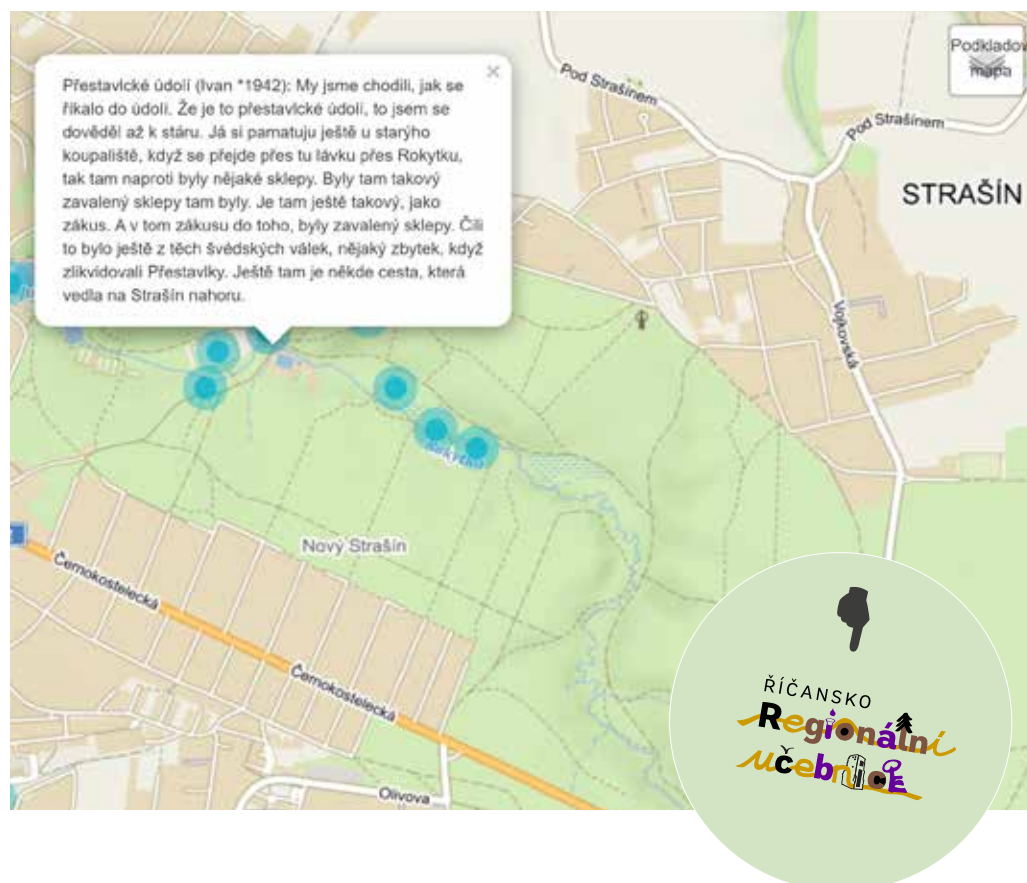 Podkladov
mapa
Přestavlcké údolí (Ivan *1942): My jsme chodili, jak se
říkalo do údolí. Že je to přestavlcké údolí, to jsem se
dověděl až k stáru. Já si pamatuju ještě u starýho
koupaliště, když se přejde přes tu lávku přes Rokytku,
tak tam naproti byly nějaké sklepy. Byly tam takový
zavalený sklepy tam byly. Je tam ještě takový, jako
zákus. A v tom zákusu do toho, byly zavalený sklepy. Čili
to bylo ještě z těch švédských válek, nějaký zbytek, když
zlikvidovali Přestavlky. Ještě tam je někde cesta, která
vedla na Strašín nahoru.
Pod Strašínem
Pod Strašínem
STRAŠÍN
Vojkovská
Nový Strašín
Černokostelecká
Černokostelecká
Olivova
ŘÍČANSKO
Regionální
učebnicE